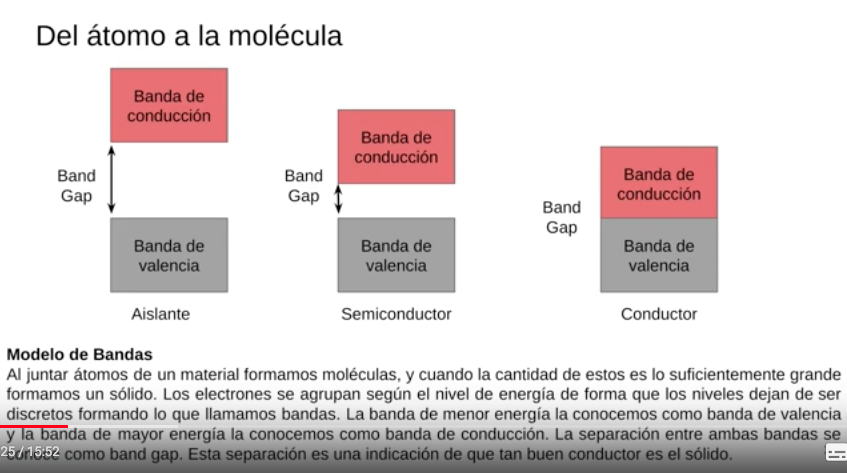 Del átomo a la molécula
Banda de
conducción
Band
Gap
Banda de
valencia
Aislante
Banda de
conducción
Band
Gap
Banda de
valencia
Semiconductor
Banda de
conducción
Band
Gap
Banda de
valencia
Conductor
Modelo de Bandas
Al juntar átomos de un material formamos moléculas, y cuando la cantidad de estos es lo suficientemente grande
formamos un sólido. Los electrones se agrupan según el nivel de energía de forma que los niveles dejan de ser
discretos formando lo que llamamos bandas. La banda de menor energía la conocemos como banda de valencia
y la banda de mayor energía la conocemos como banda de conducción. La separación entre ambas bandas se
como band gap. Esta separación es una indicación de que tan buen conductor es el sólido.
25 / 15:52